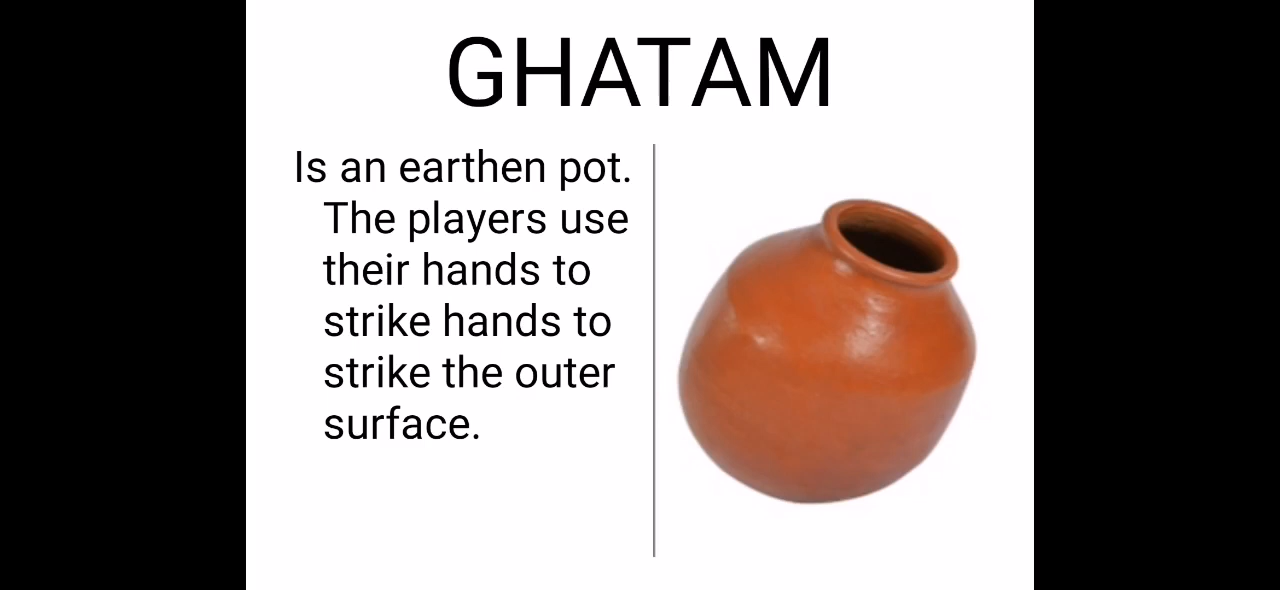 GHATAM
Is an earthen pot.
The players use
their hands to
strike hands to
strike the outer
surface.